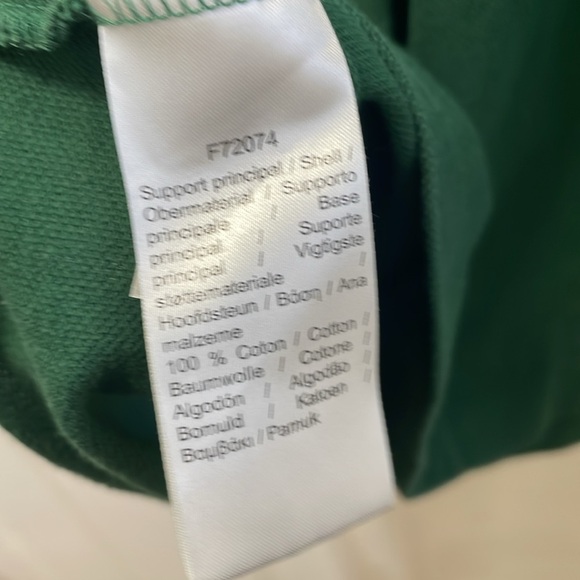 F72074
Support principal / Shell /
Obermaterial / Supporto
principale / Base
principal / Suporte
principal / Vigtigste
støttemateriale /
Hoofdsteun / Βάση / Ana
malzeme
100 % Coton / Cotton /
Baumwolle / Cotone /
Algodón / Algodão /
Bomuld / Katoen /
Βαμβάκι / Pamuk